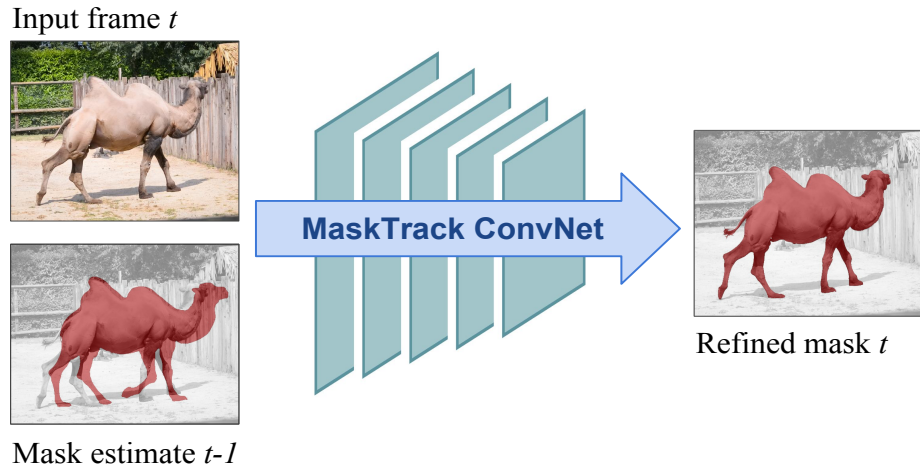 Input frame t
MaskTrack ConvNet
Refined mask t
Mask estimate t-1